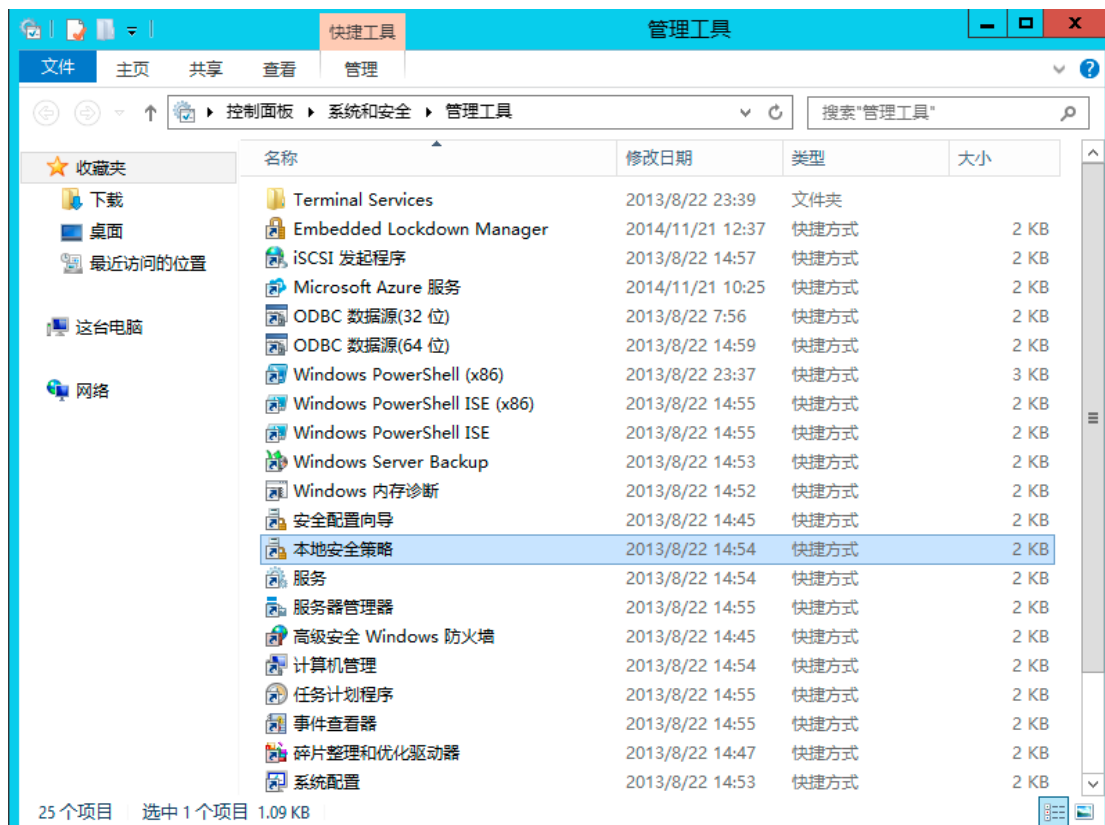 快捷工具 管理工具
文件 主页 共享 查看 管理
控制面板 系统和安全 管理工具 搜索"管理工具"
名称 修改日期 类型 大小
收藏夹
下载
桌面
最近访问的位置
这台电脑
网络
Terminal Services 2013/8/22 23:39 文件夹
Embedded Lockdown Manager 2014/11/21 12:37 快捷方式 2 KB
iSCSI 发起程序 2013/8/22 14:57 快捷方式 2 KB
Microsoft Azure 服务 2014/11/21 10:25 快捷方式 2 KB
ODBC 数据源(32 位) 2013/8/22 7:56 快捷方式 2 KB
ODBC 数据源(64 位) 2013/8/22 14:59 快捷方式 2 KB
Windows PowerShell (x86) 2013/8/22 23:37 快捷方式 3 KB
Windows PowerShell ISE (x86) 2013/8/22 14:55 快捷方式 2 KB
Windows PowerShell ISE 2013/8/22 14:55 快捷方式 2 KB
Windows Server Backup 2013/8/22 14:53 快捷方式 2 KB
Windows 内存诊断 2013/8/22 14:52 快捷方式 2 KB
安全配置向导 2013/8/22 14:45 快捷方式 2 KB
本地安全策略 2013/8/22 14:54 快捷方式 2 KB
服务 2013/8/22 14:54 快捷方式 2 KB
服务器管理器 2013/8/22 14:55 快捷方式 2 KB
高级安全 Windows 防火墙 2013/8/22 14:45 快捷方式 2 KB
计算机管理 2013/8/22 14:54 快捷方式 2 KB
任务计划程序 2013/8/22 14:55 快捷方式 2 KB
事件查看器 2013/8/22 14:55 快捷方式 2 KB
碎片整理和优化驱动器 2013/8/22 14:47 快捷方式 2 KB
系统配置 2013/8/22 14:53 快捷方式 2 KB
25 个项目 选中 1 个项目 1.09 KB